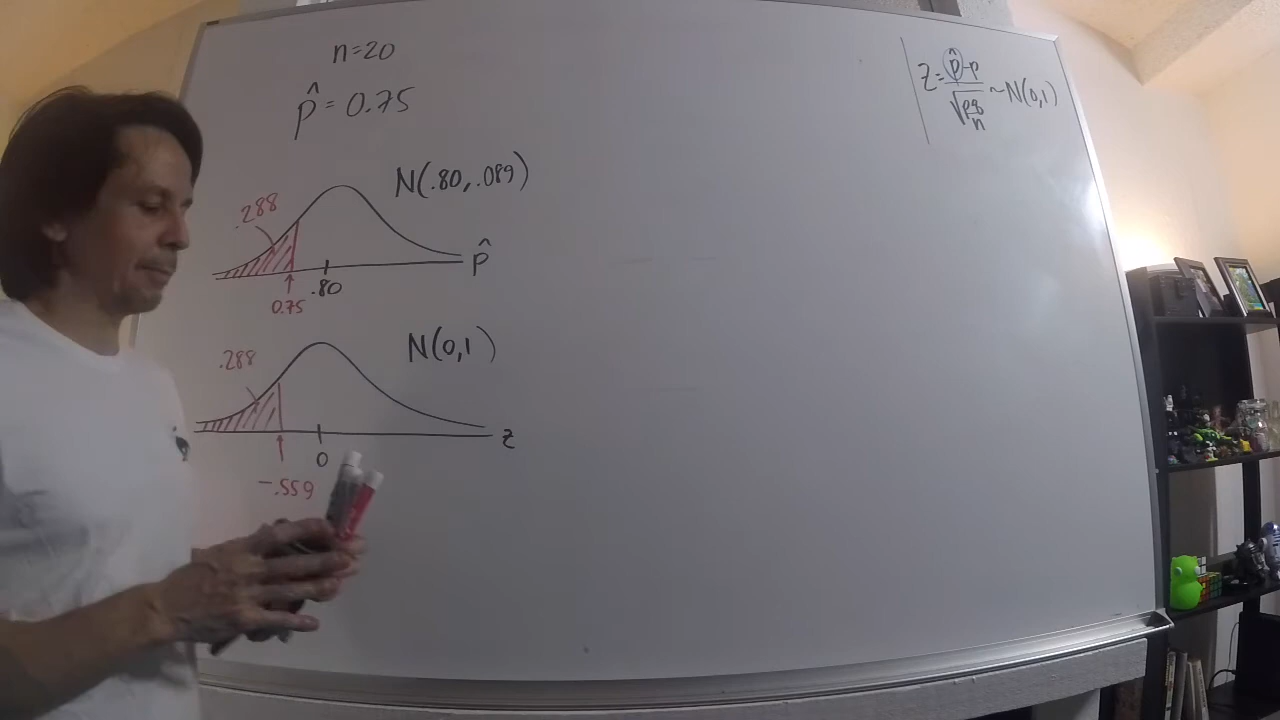 n=20
p̂ = 0.75
N(.80, .089)
.288
p̂
0.75
.80
N(0,1)
.288
z
0
-.559
Z = p̂-p / √pq/n ~ N(0,1)